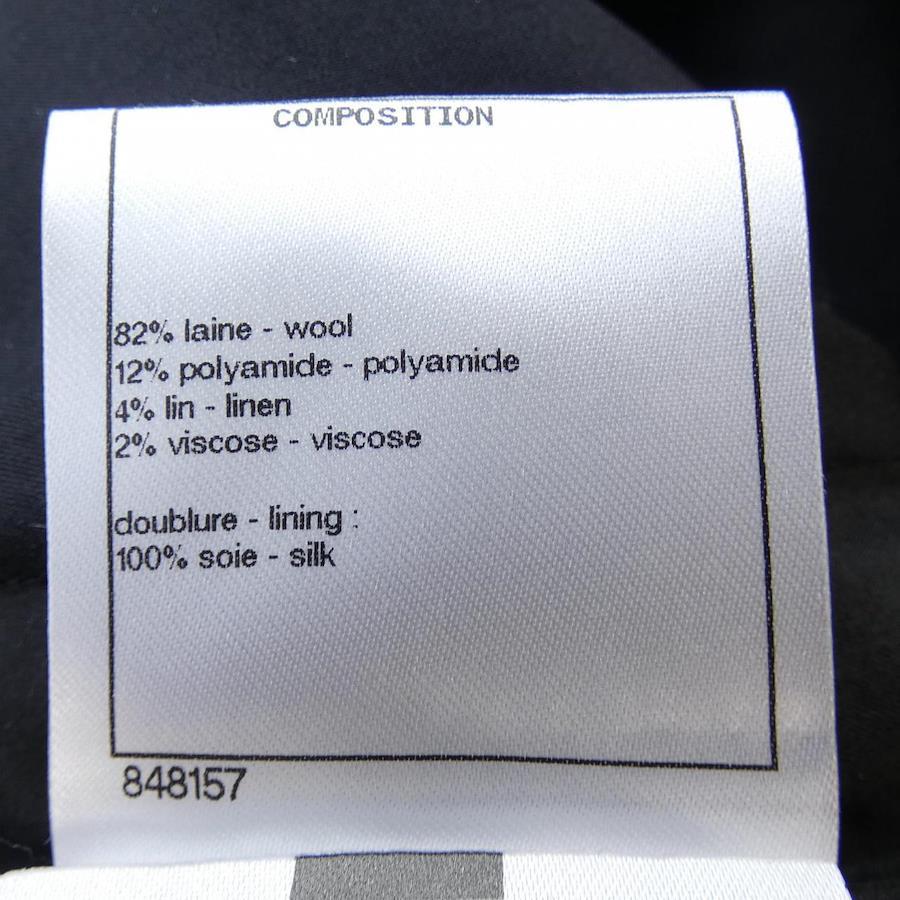 COMPOSITION
82% laine - wool
12% polyamide - polyamide
4% lin - linen
2% viscose - viscose
doublure - lining :
100% soie - silk
848157